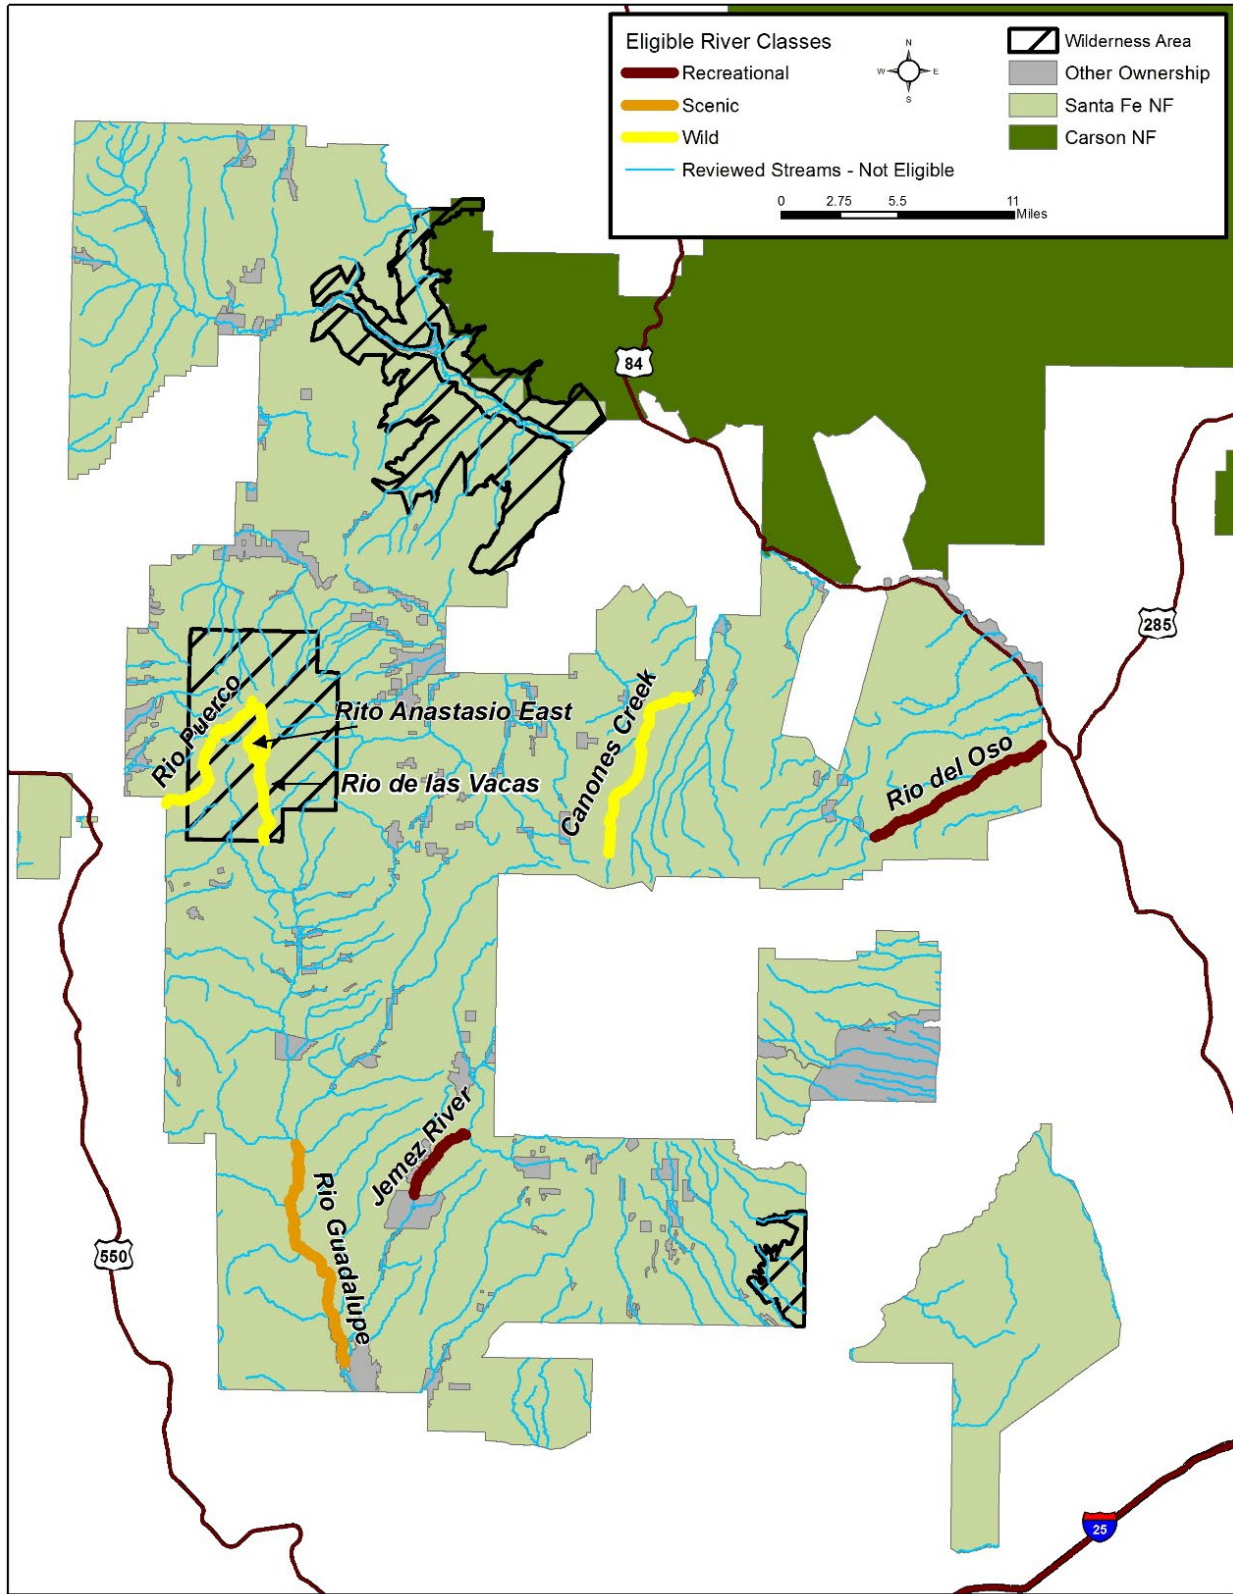 Eligible River Classes
Recreational
Scenic
Wild
Reviewed Streams - Not Eligible
N
W
E
S
Wilderness Area
Other Ownership
Santa Fe NF
Carson NF
0 2.75 5.5 11
Miles
84
285
Rio Puerco
Rito Anastasio East
Rio de las Vacas
Canones Creek
Rio del Oso
Jemez River
Rio Guadalupe
550
25